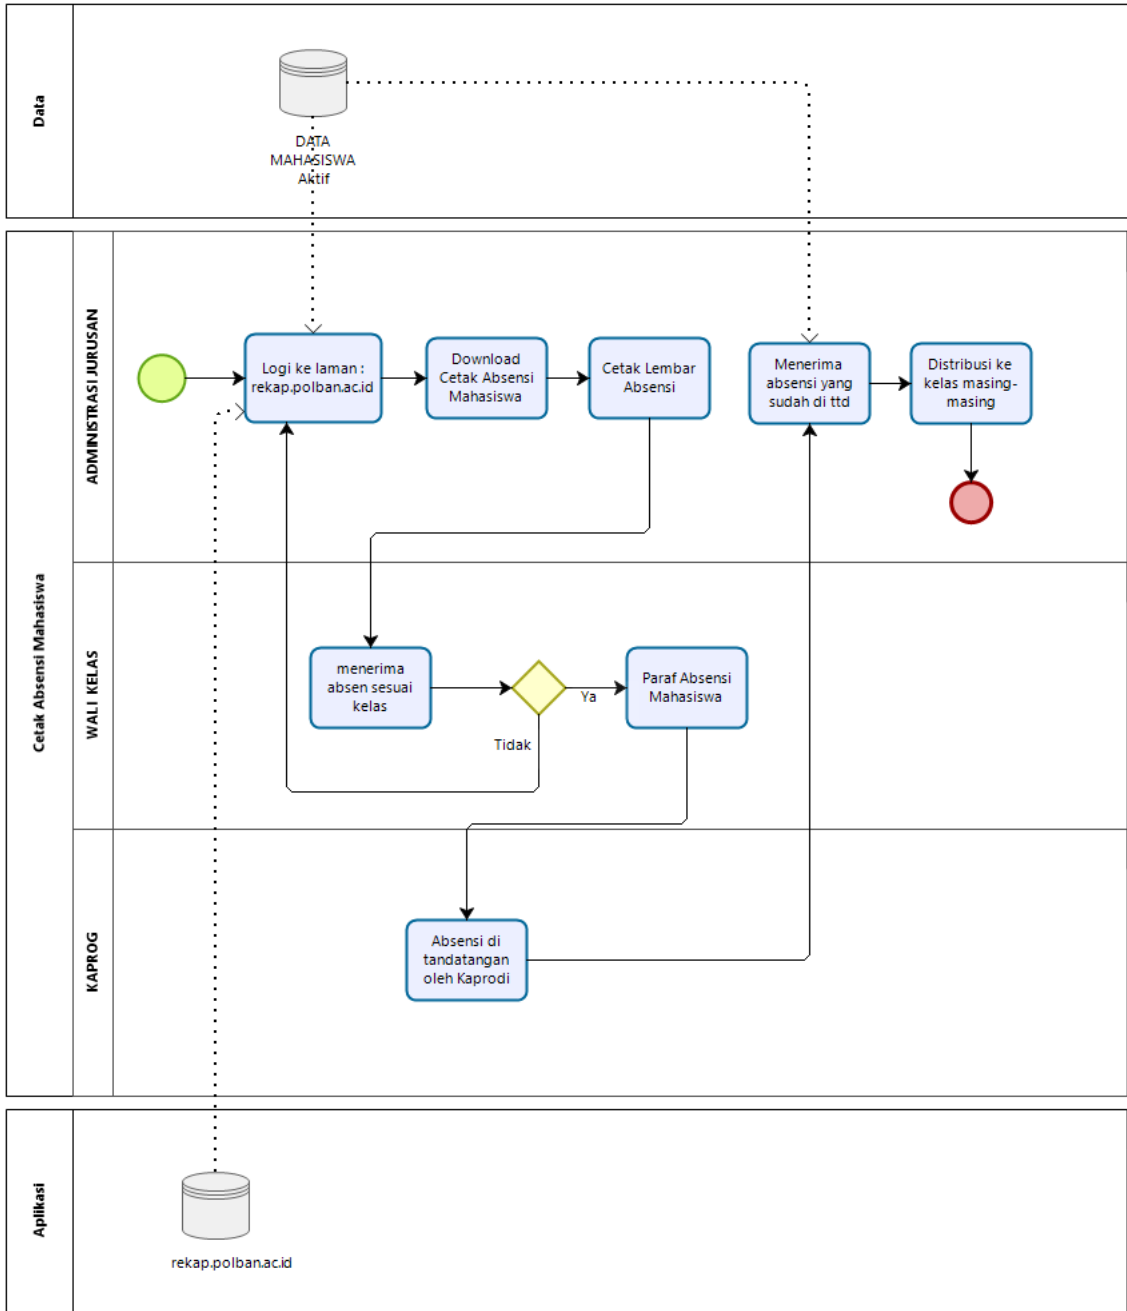 Data
DATA
MAHASISWA
Aktif
Cetak Absensi Mahasiswa
ADMINISTRASI JURUSAN
Logi ke laman :
rekap.polban.ac.id
Download
Cetak Absensi
Mahasiswa
Cetak Lembar
Absensi
Menerima
absensi yang
sudah di ttd
Distribusi ke
kelas masing-
masing
WALI KELAS
menerima
absen sesuai
kelas
Ya
Tidak
Paraf Absensi
Mahasiswa
KAPROG
Absensi di
tandatangan
oleh Kaprodi
Aplikasi
rekap.polban.ac.id